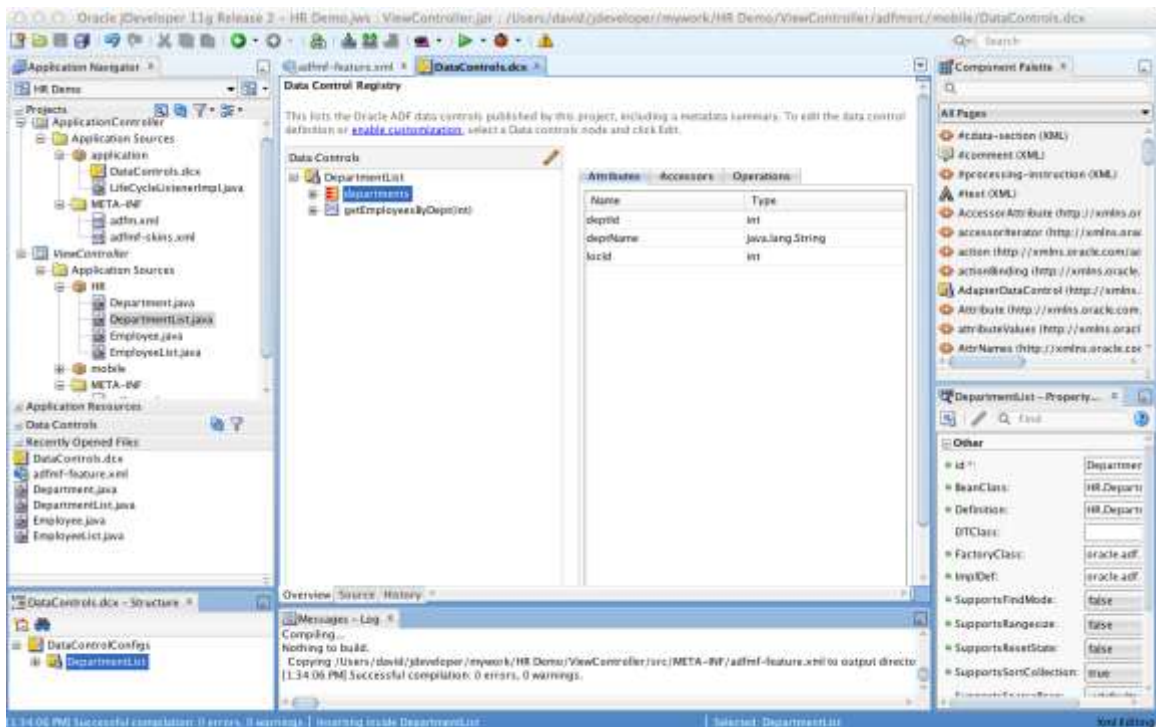 Oracle JDeveloper 11g Release 2 - HR Demo.jws : ViewController.jpr : /Users/david/jdeveloper/mywork/HR Demo/ViewController/adfmsrc/mobile/DataControls.dcx
Search
Application Navigator
HR Demo
Projects
ApplicationController
Application Sources
application
DataControls.dcx
LifeCycleListenerImpl.java
META-INF
adfm.xml
adfmf-skins.xml
ViewController
Application Sources
HR
Department.java
DepartmentList.java
Employee.java
EmployeeList.java
mobile
META-INF
Application Resources
Data Controls
Recently Opened Files
DataControls.dcx
adfmf-feature.xml
Department.java
DepartmentList.java
Employee.java
EmployeeList.java
DataControls.dcx - Structure
DataControlConfigs
DepartmentList
adfmf-feature.xml DataControls.dcx
Data Control Registry
This lists the Oracle ADF data controls published by this project, including a metadata summary. To edit the data control
definition or enable customization, select a Data controls node and click Edit.
Data Controls
DepartmentList
departments
getEmployeesByDept(int)
Attributes Accessors Operations
Name Type
deptId int
deptName java.lang.String
locId int
Overview Source History
Messages - Log
Compiling...
Nothing to build.
Copying /Users/david/jdeveloper/mywork/HR Demo/ViewController/src/META-INF/adfmf-feature.xml to output directo
[1:34:06 PM] Successful compilation: 0 errors, 0 warnings.
Component Palette
All Pages
#cdata-section (XML)
#comment (XML)
#processing-instruction (XML)
#text (XML)
AccessorAttribute (http://xmlns.or
accessorIterator (http://xmlns.orac
action (http://xmlns.oracle.com/ad
actionBinding (http://xmlns.oracle.
AdapterDataControl (http://xmlns.
Attribute (http://xmlns.oracle.com.
attributeValues (http://xmlns.oracl
AttrNames (http://xmlns.oracle.com
DepartmentList - Property...
Find
Other
id *: Departmen
BeanClass: HR.Departm
Definition: HR.Departm
DTClass:
FactoryClass: oracle.adf.
ImplDef: oracle.adf.
SupportsFindMode: false
SupportsRangesize: false
SupportsResetState: false
SupportsSortCollection: true
[1:34:06 PM] Successful compilation: 0 errors, 0 warnings. Inserting inside DepartmentList Selected: DepartmentList Xml Editing